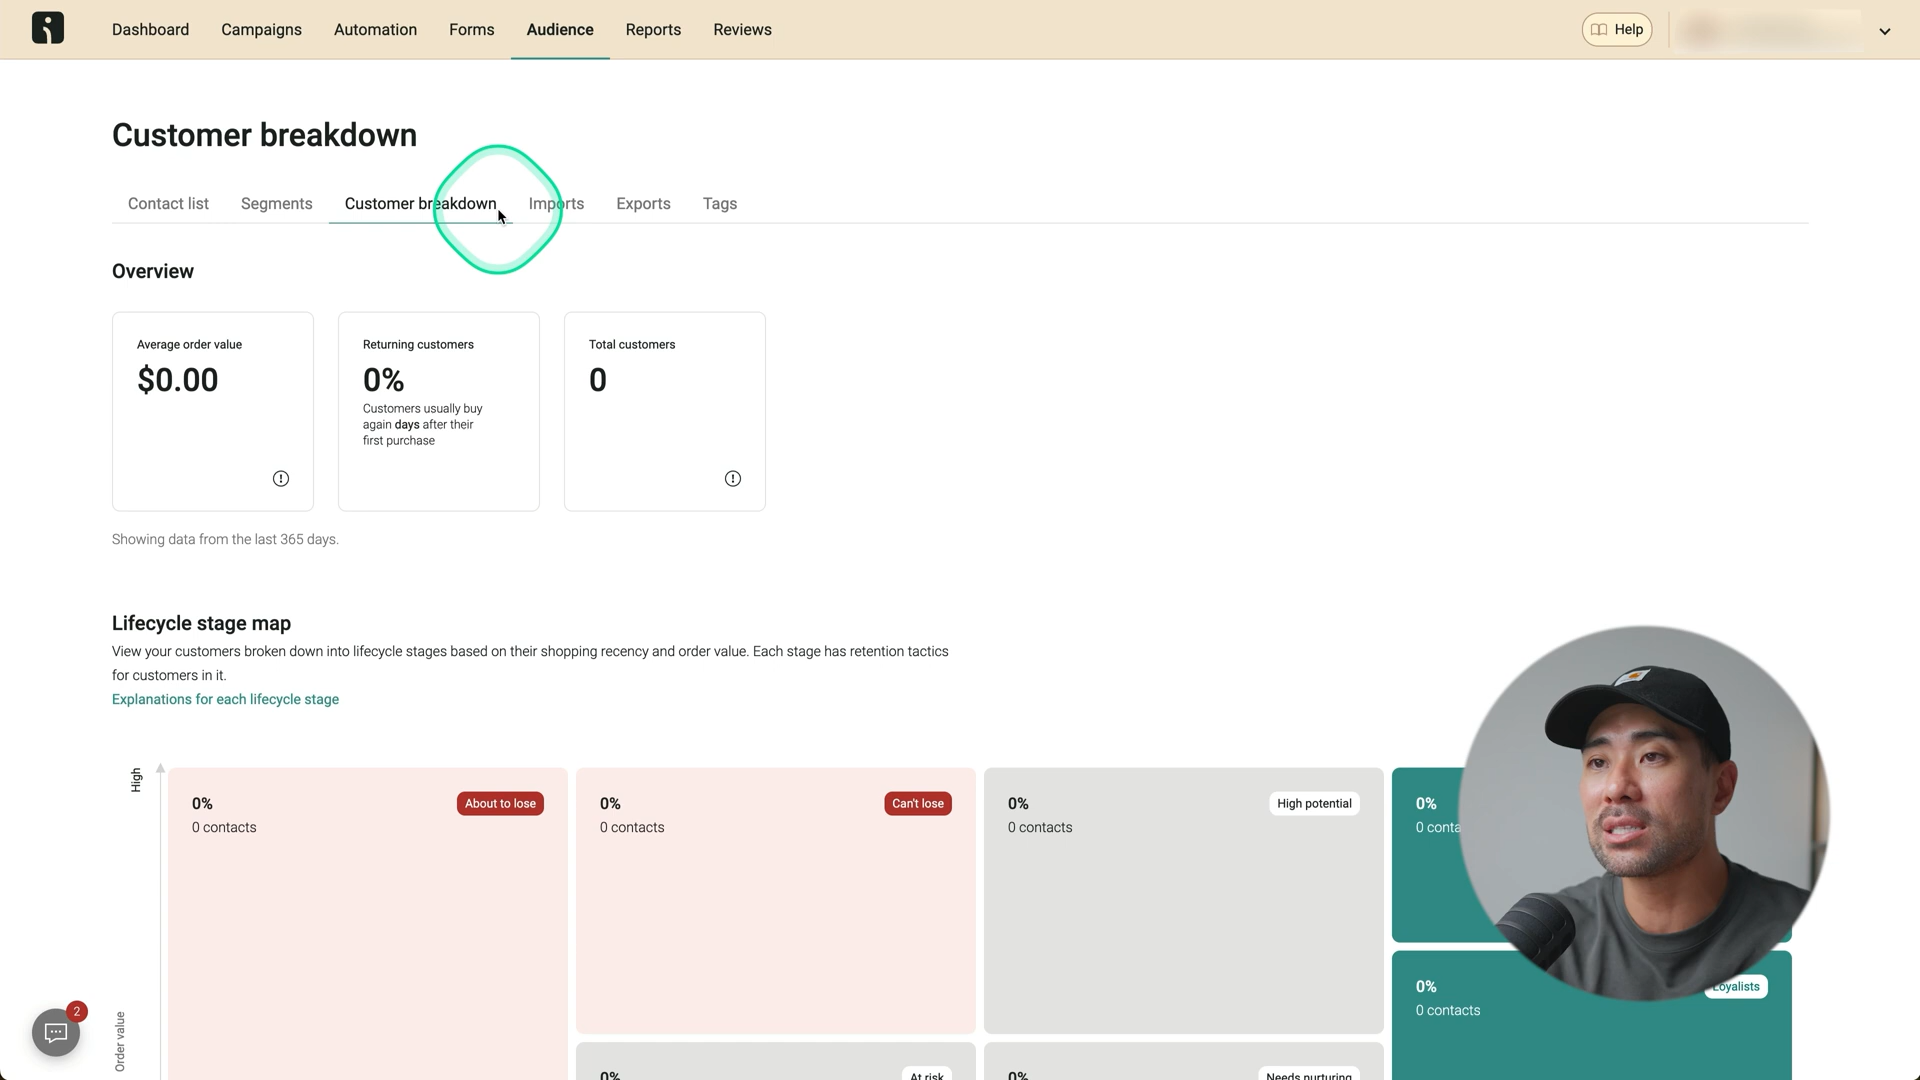 Dashboard Campaigns Automation Forms Audience Reports Reviews Help
Customer breakdown
Contact list Segments Customer breakdown Imports Exports Tags
Overview
Average order value
$0.00
Returning customers
0%
Customers usually buy
again days after their
first purchase
Total customers
0
Showing data from the last 365 days.
Lifecycle stage map
View your customers broken down into lifecycle stages based on their shopping recency and order value. Each stage has retention tactics
for customers in it.
Explanations for each lifecycle stage
High
Order value
0% About to lose
0 contacts
0% Can't lose
0 contacts
0% High potential
0 contacts
0%
0 conta
0% Loyalists
0 contacts
0% At risk
0% Needs nurturing
2